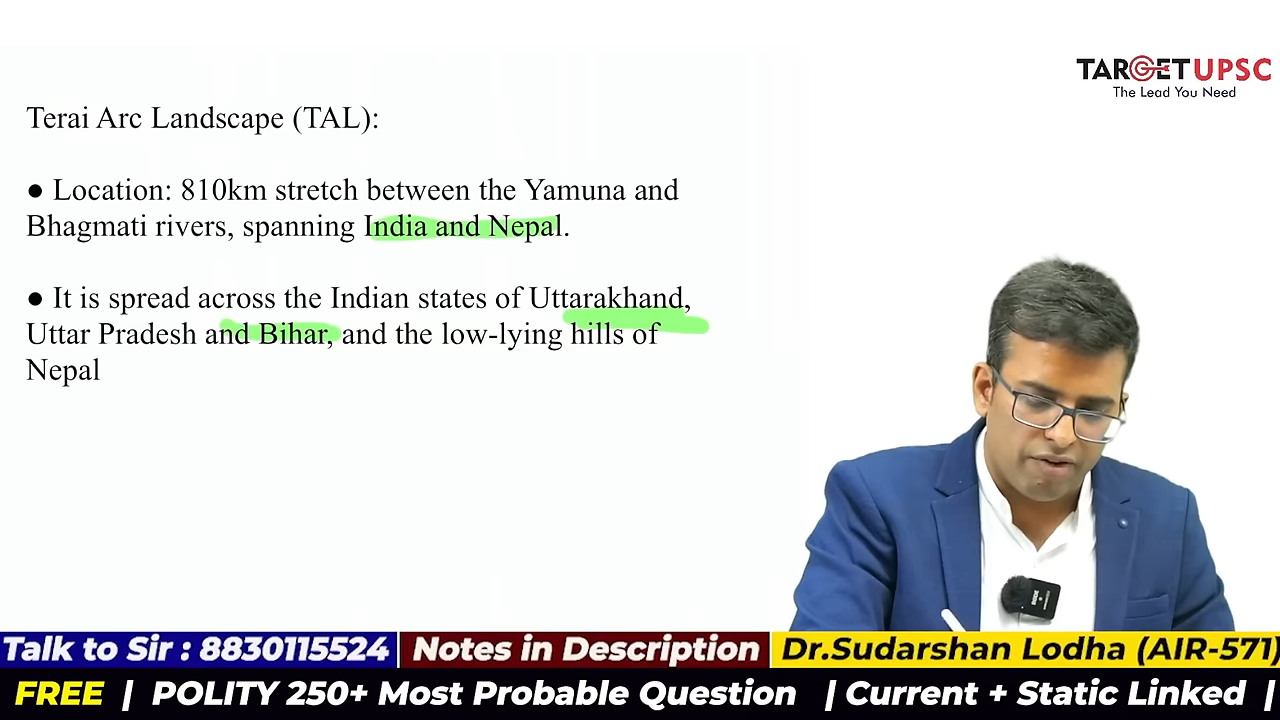 TARGETUPSC
The Lead You Need
Terai Arc Landscape (TAL):
● Location: 810km stretch between the Yamuna and
Bhagmati rivers, spanning India and Nepal.
● It is spread across the Indian states of Uttarakhand,
Uttar Pradesh and Bihar, and the low-lying hills of
Nepal
Talk to Sir : 8830115524
Notes in Description
Dr.Sudarshan Lodha (AIR-571)
FREE | POLITY 250+ Most Probable Question | Current + Static Linked |